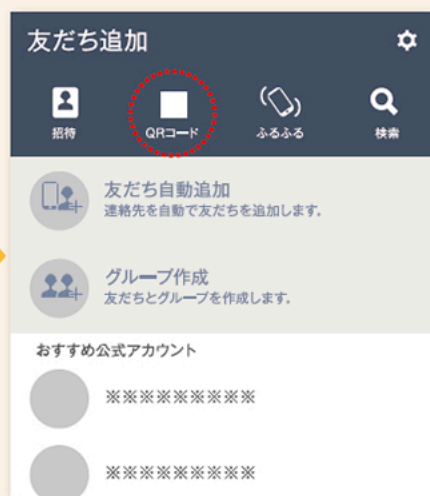 友だち追加
招待
QRコード
ふるふる
検索
友だち自動追加
連絡先を自動で友だちを追加します.
グループ作成
友だちとグループを作成します.
おすすめ公式アカウント
※※※※※※※※※
※※※※※※※※※